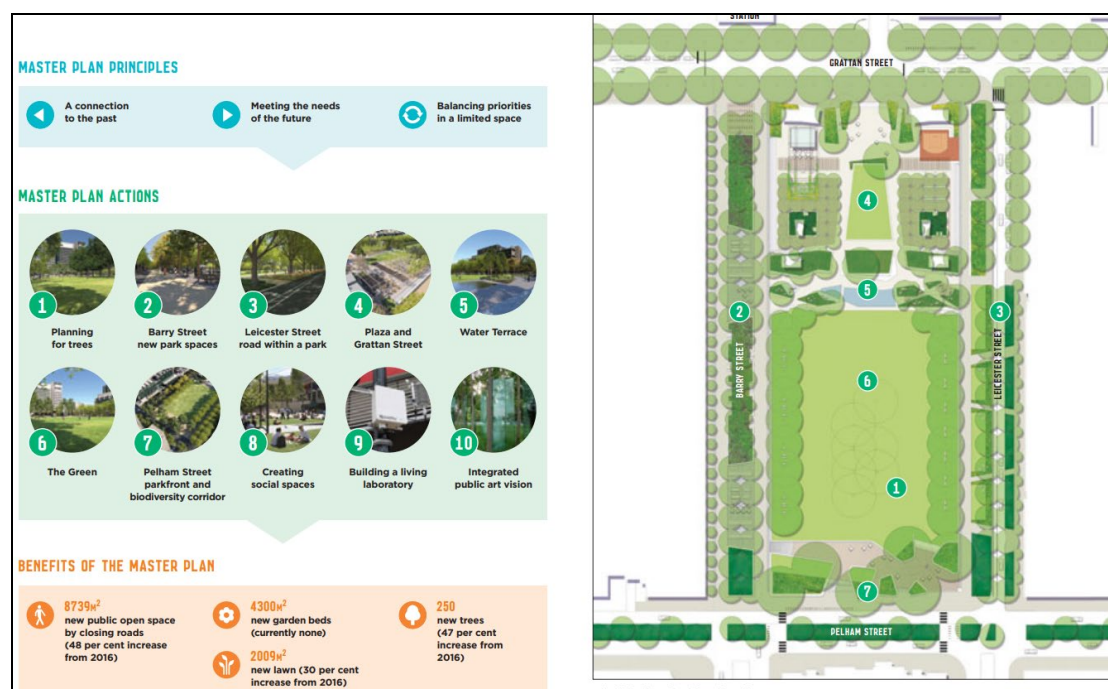 MASTER PLAN PRINCIPLES
A connection
to the past
Meeting the needs
of the future
Balancing priorities
in a limited space
MASTER PLAN ACTIONS
1
Planning
for trees
2
Barry Street
new park spaces
3
Leicester Street
road within a park
4
Plaza and
Grattan Street
5
Water Terrace
6
The Green
7
Pelham Street
parkfront and
biodiversity corridor
8
Creating
social spaces
9
Building a living
laboratory
10
Integrated
public art vision
BENEFITS OF THE MASTER PLAN
8739M²
new public open space
by closing roads
(48 per cent increase
from 2016)
4300M²
new garden beds
(currently none)
2009M²
new lawn (30 per cent
increase from 2016)
250
new trees
(47 per cent
increase from
2016)
STATION
GRATTAN STREET
4
5
2
3
BARRY STREET
LEICESTER STREET
6
1
7
PELHAM STREET